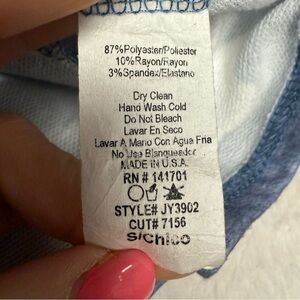 87%Polyester/Poliester
10%Rayon/Rayon
3%Spandex/Elastano
Dry Clean
Hand Wash Cold
Do Not Bleach
Lavar En Seco
Lavar A Mano Con Agua Fria
No Use Blanqueador
MADE IN U.S.A.
RN # 141701
STYLE# JY3902
CUT# 7156
S/Chico